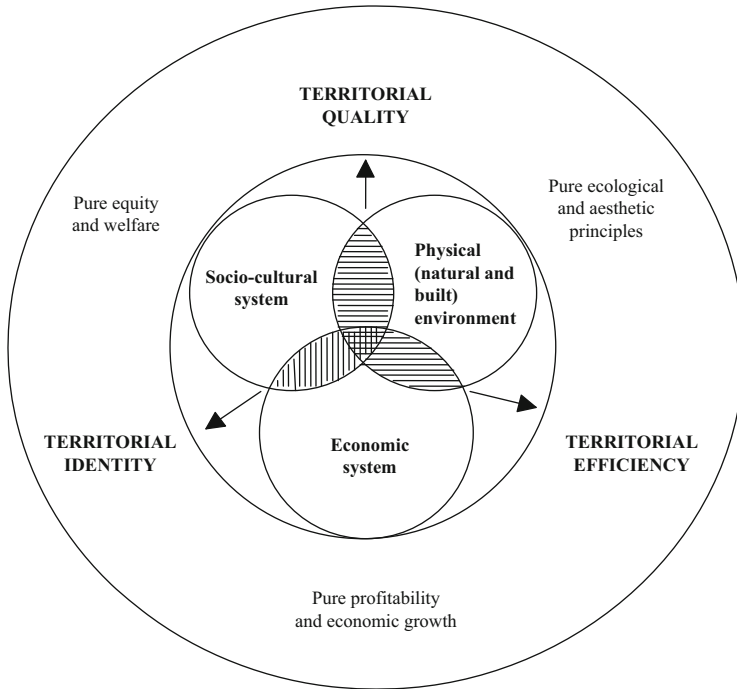 TERRITORIAL
QUALITY
Pure equity
and welfare
Pure ecological
and aesthetic
principles
Socio-cultural
system
Physical
(natural and
built)
environment
TERRITORIAL
IDENTITY
Economic
system
TERRITORIAL
EFFICIENCY
Pure profitability
and economic growth